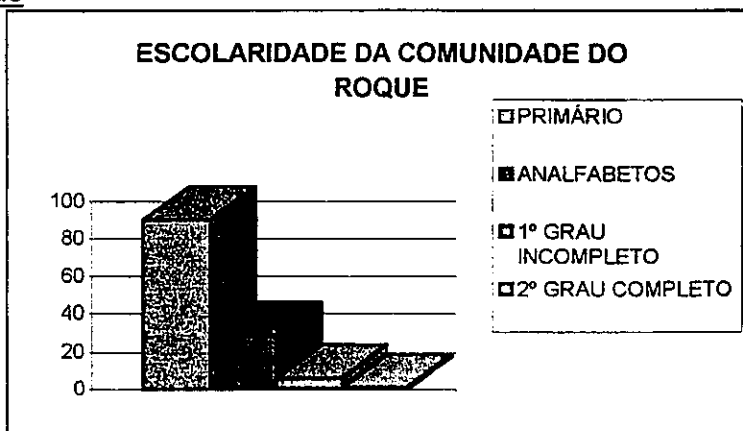 ESCOLARIDADE DA COMUNIDADE DO
ROQUE
PRIMÁRIO
ANALFABETOS
1º GRAU
INCOMPLETO
2º GRAU COMPLETO
100
80
60
40
20
0